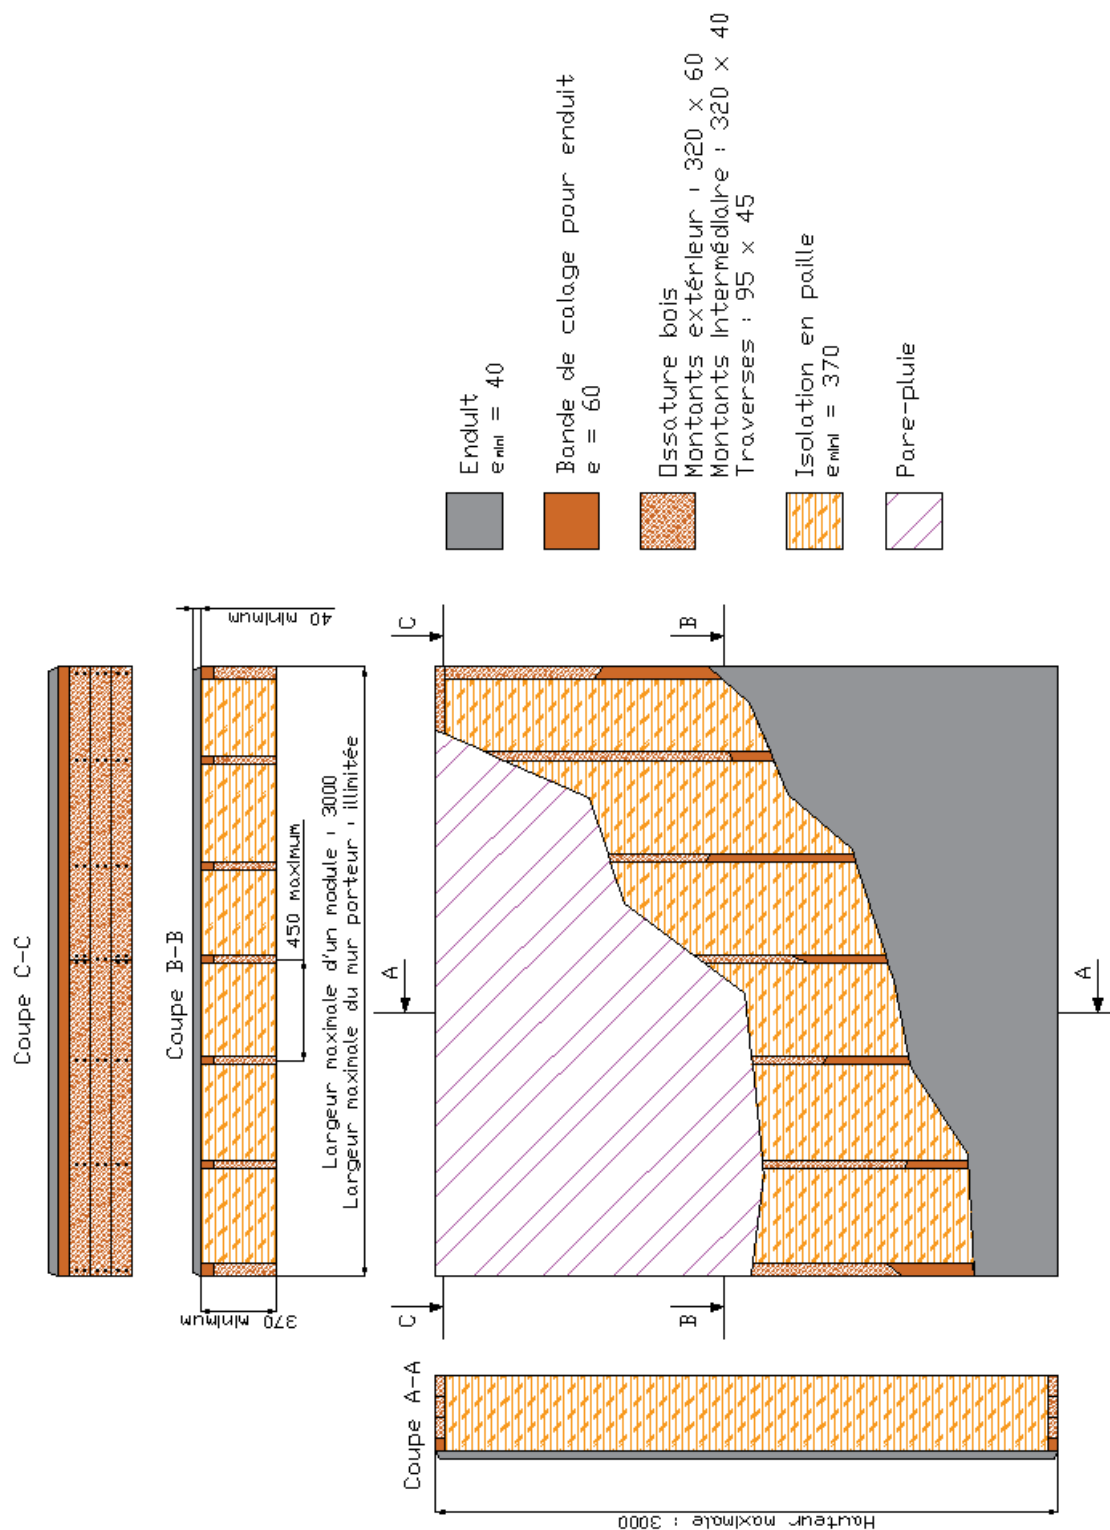 Coupe C-C
Coupe B-B
40 minimum
370 minimum
450 maximum
Largeur maximale d'un module : 3000
Largeur maximale du mur porteur : illimitée
C
C
B
B
A
A
Coupe A-A
Hauteur maximale : 3000
Enduit
e mini = 40
Bande de calage pour enduit
e = 60
Ossature bois
Montants extérieur : 320 x 60
Montants intermédiaire : 320 x 40
Traverses : 95 x 45
Isolation en paille
e mini = 370
Pare-pluie